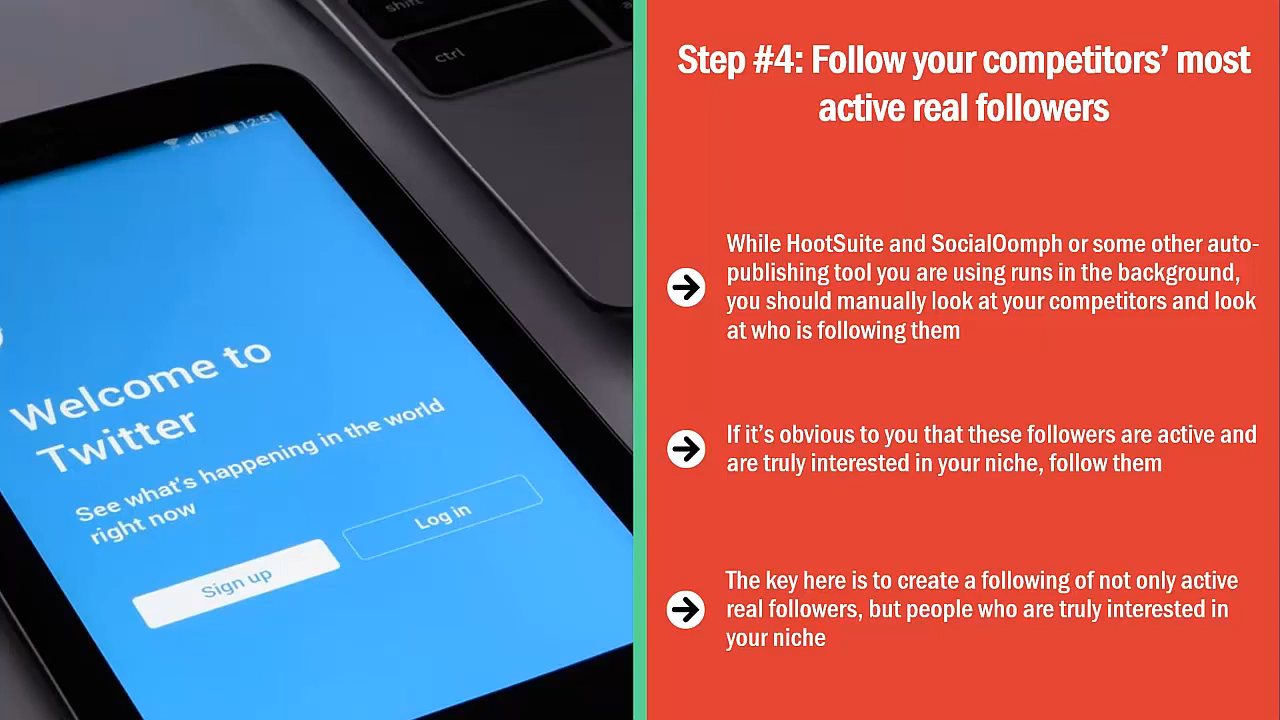 shift
ctrl
a
78% 12:51
Welcome to
Twitter
See what's happening in the world
right now
Sign up
Log in
Step #4: Follow your competitors’ most
active real followers
While HootSuite and SocialOomph or some other auto-
publishing tool you are using runs in the background,
you should manually look at your competitors and look
at who is following them
If it’s obvious to you that these followers are active and
are truly interested in your niche, follow them
The key here is to create a following of not only active
real followers, but people who are truly interested in
your niche